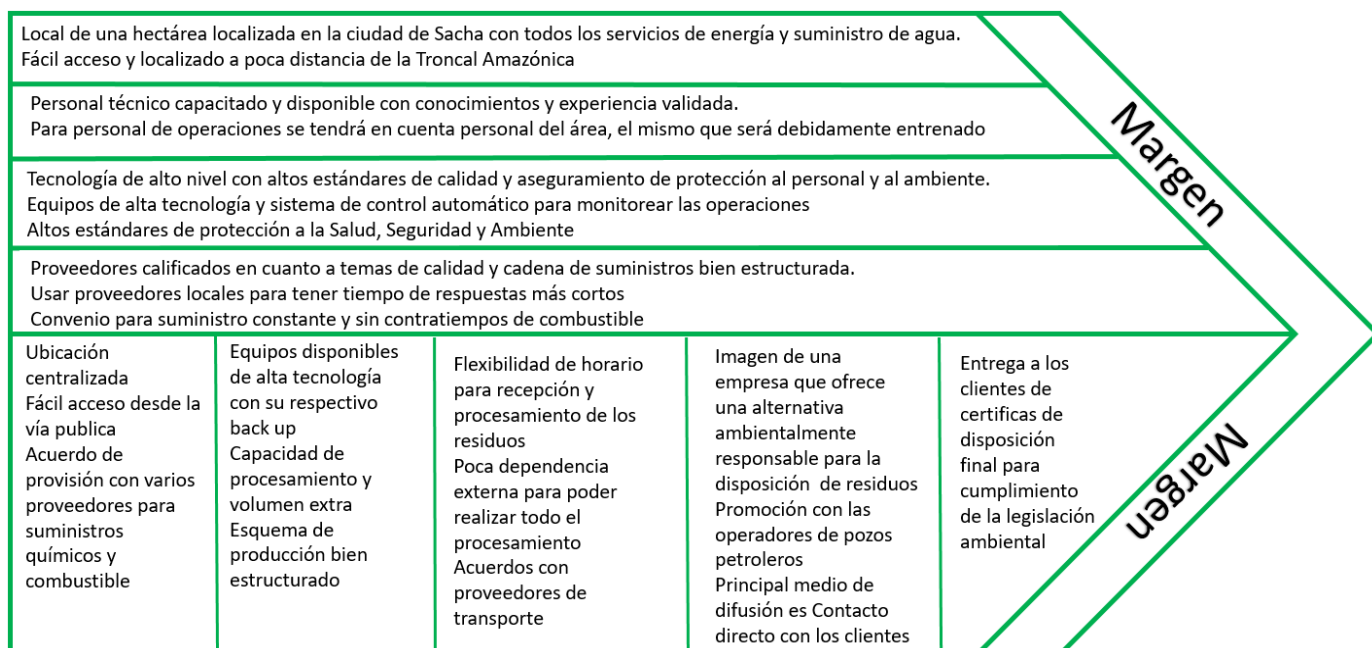 Local de una hectárea localizada en la ciudad de Sacha con todos los servicios de energía y suministro de agua.
Fácil acceso y localizado a poca distancia de la Troncal Amazónica
Personal técnico capacitado y disponible con conocimientos y experiencia validada.
Para personal de operaciones se tendrá en cuenta personal del área, el mismo que será debidamente entrenado
Tecnología de alto nivel con altos estándares de calidad y aseguramiento de protección al personal y al ambiente.
Equipos de alta tecnología y sistema de control automático para monitorear las operaciones
Altos estándares de protección a la Salud, Seguridad y Ambiente
Proveedores calificados en cuanto a temas de calidad y cadena de suministros bien estructurada.
Usar proveedores locales para tener tiempo de respuestas más cortos
Convenio para suministro constante y sin contratiempos de combustible
Margen
Ubicación
centralizada
Fácil acceso desde la
vía publica
Acuerdo de
provisión con varios
proveedores para
suministros
químicos y
combustible
Equipos disponibles
de alta tecnología
con su respectivo
back up
Capacidad de
procesamiento y
volumen extra
Esquema de
producción bien
estructurado
Flexibilidad de horario
para recepción y
procesamiento de los
residuos
Poca dependencia
externa para poder
realizar todo el
procesamiento
Acuerdos con
proveedores de
transporte
Imagen de una
empresa que ofrece
una alternativa
ambientalmente
responsable para la
disposición de residuos
Promoción con las
operadores de pozos
petroleros
Principal medio de
difusión es Contacto
directo con los clientes
Entrega a los
clientes de
certificas de
disposición
final para
cumplimiento
de la legislación
ambiental
Margen